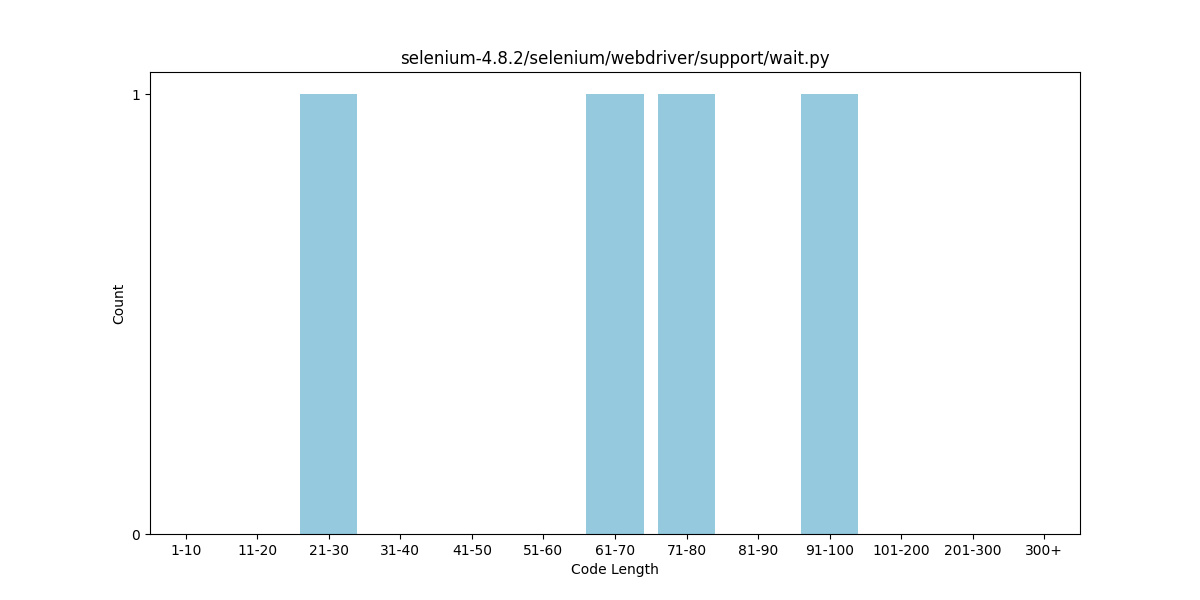 selenium-4.8.2/selenium/webdriver/support/wait.py
1
Count
0
1-10 11-20 21-30 31-40 41-50 51-60 61-70 71-80 81-90 91-100 101-200 201-300 300+
Code Length